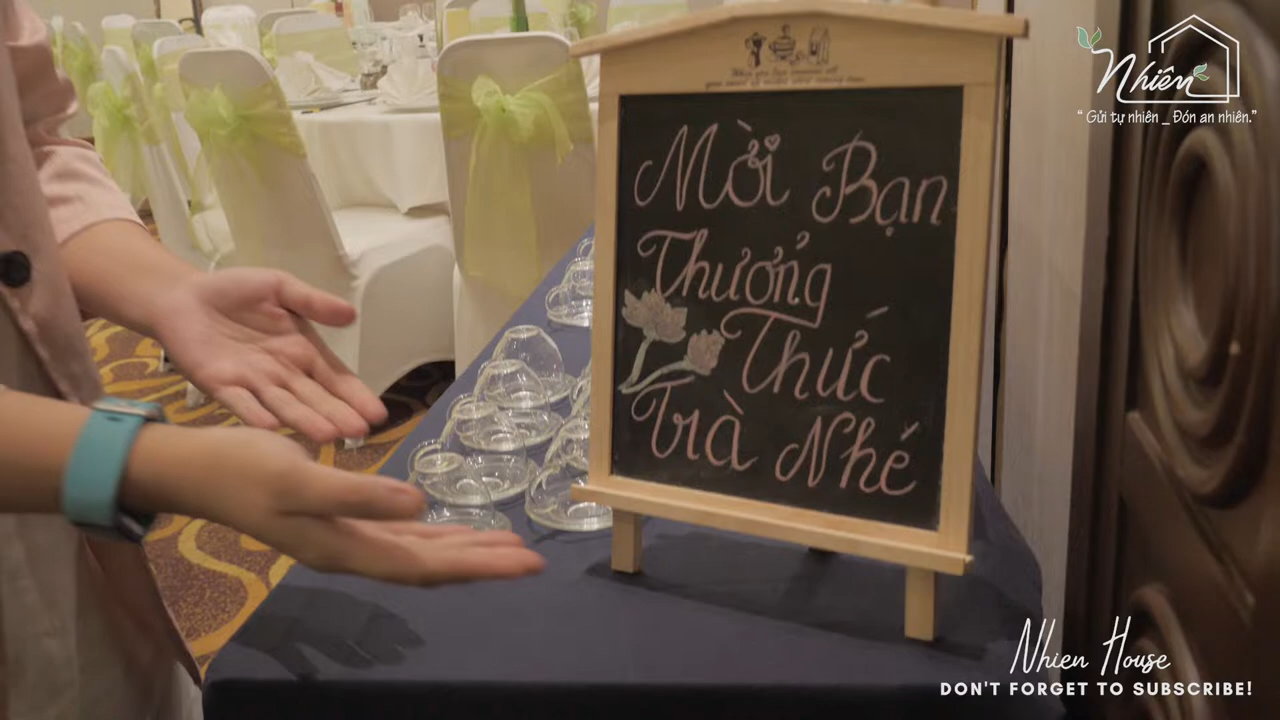 Nhiên
“ Gửi tự nhiên _ Đón an nhiên.”
Mời Bạn
Thưởng
Thức
Trà Nhé
Nhien House
DON'T FORGET TO SUBSCRIBE!